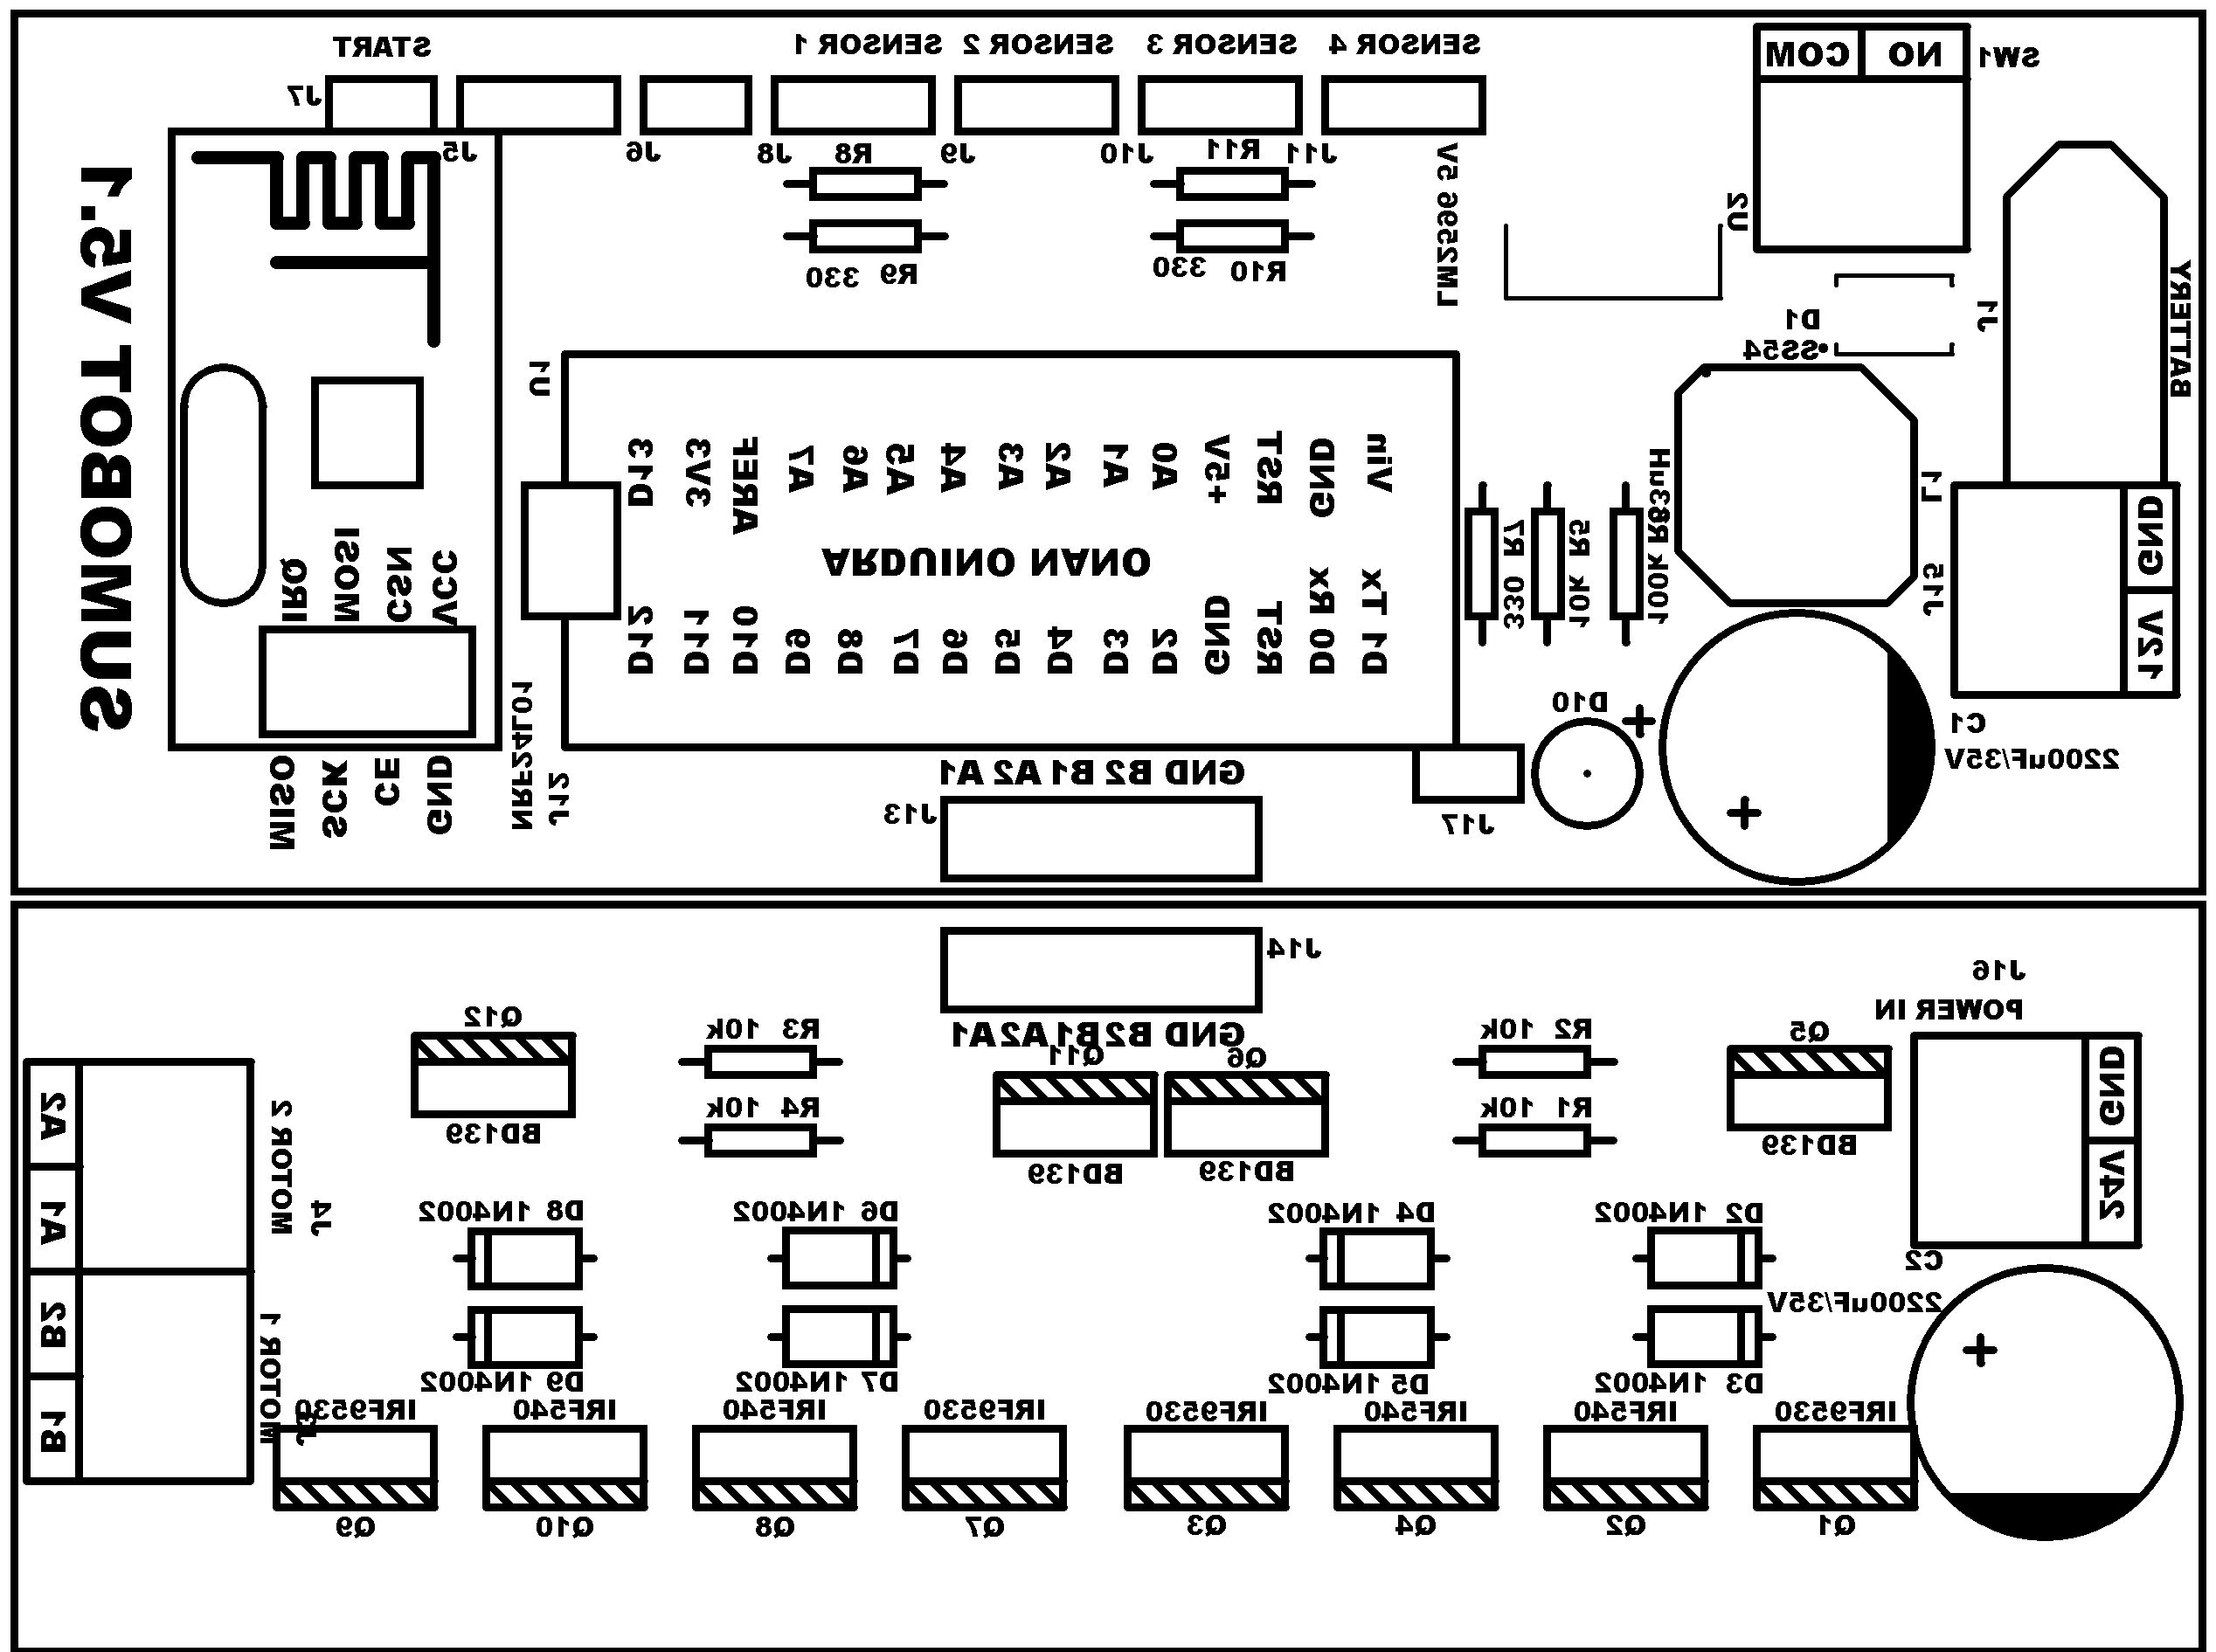 START
SENSOR 1
SENSOR 2
SENSOR 3
SENSOR 4
COM
NO
SW1
J7
J5
J6
J8
R8
J9
J10
R11
J11
330
R9
330
R10
LM2596 5V
U2
D1
SS54
J1
BATTERY
SUMOBOT V5.1
U1
D13
3V3
AREF
A7
A6
A5
A4
A3
A2
A1
A0
+5V
RST
GND
Vin
ARDUINO NANO
D12
D11
D10
D9
D8
D7
D6
D5
D4
D3
D2
GND
RST
D0 Rx
D1 Tx
IRQ
MOSI
CSN
VCC
MISO
SCK
CE
GND
NRF24L01
J12
330 R7
10k R5
100k R6
33uH
L1
J15
GND
12V
D10
+
C1
2200uF/35V
+
GND B2 B1 A2 A1
J13
J17
J14
GND B2B1A2A1
J16
POWER IN
Q12
BD139
R3 10k
R4 10k
Q11
BD139
Q6
BD139
R2 10k
R1 10k
Q5
BD139
GND
24V
A2
A1
B2
B1
MOTOR 2
J4
MOTOR 1
J3
D8 1N4002
D6 1N4002
D4 1N4002
D2 1N4002
C2
2200uF/35V
+
D9 1N4002
D7 1N4002
D5 1N4002
D3 1N4002
IRF9530
IRF540
IRF540
IRF9530
IRF9530
IRF540
IRF540
IRF9530
Q9
Q10
Q8
Q7
Q3
Q4
Q2
Q1